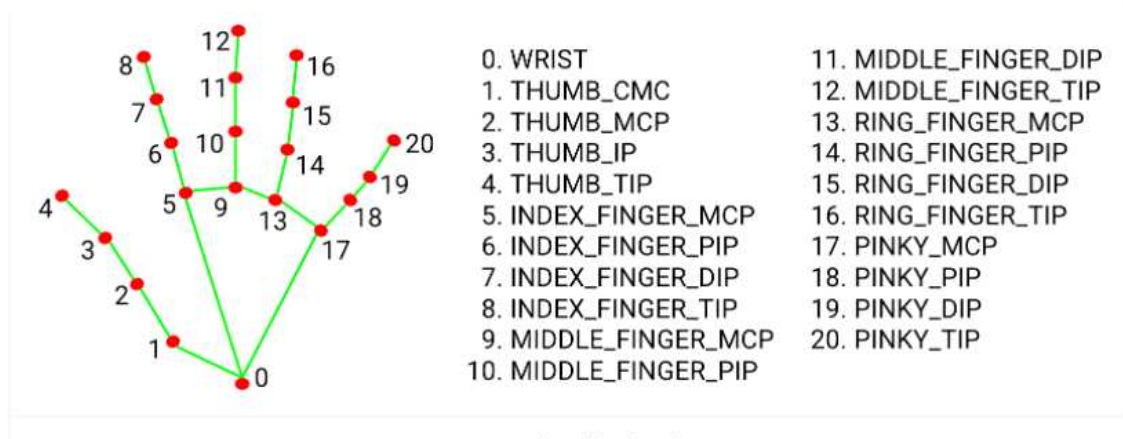 12
8
16
11
7
15
10
20
6
14
19
4
5
9
18
13
3
17
2
1
0
0. WRIST
1. THUMB_CMC
2. THUMB_MCP
3. THUMB_IP
4. THUMB_TIP
5. INDEX_FINGER_MCP
6. INDEX_FINGER_PIP
7. INDEX_FINGER_DIP
8. INDEX_FINGER_TIP
9. MIDDLE_FINGER_MCP
10. MIDDLE_FINGER_PIP
11. MIDDLE_FINGER_DIP
12. MIDDLE_FINGER_TIP
13. RING_FINGER_MCP
14. RING_FINGER_PIP
15. RING_FINGER_DIP
16. RING_FINGER_TIP
17. PINKY_MCP
18. PINKY_PIP
19. PINKY_DIP
20. PINKY_TIP